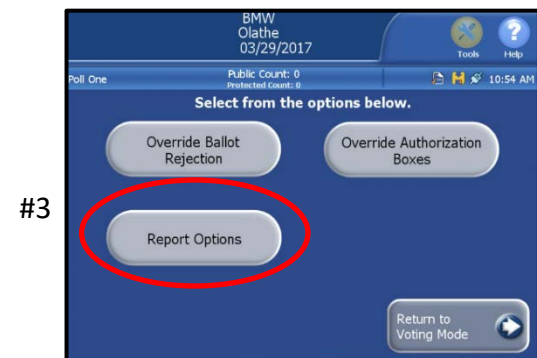 BMW
Olathe
03/29/2017
Tools
Help
Poll One
Public Count: 0
Protected Count: 0
10:54 AM
Select from the options below.
Override Ballot
Rejection
Override Authorization
Boxes
#3
Report Options
Return to
Voting Mode